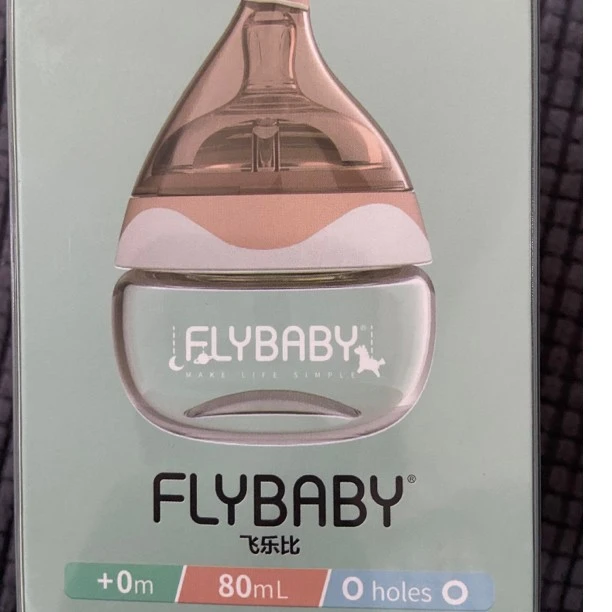 FLYBABY®
MAKE LIFE SIMPLE
FLYBABY®
飞乐比
+0m 80mL O holes O